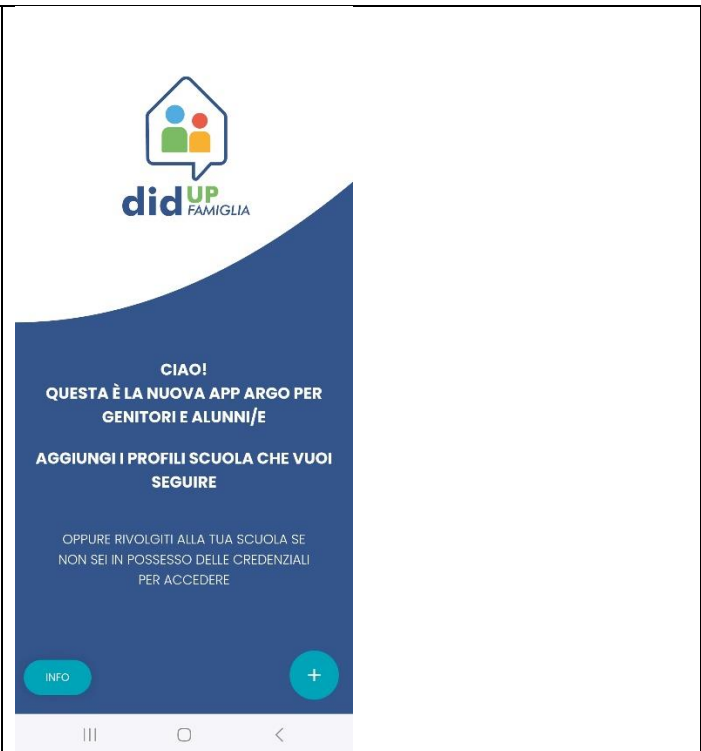 did UP
FAMIGLIA
CIAO!
QUESTA È LA NUOVA APP ARGO PER
GENITORI E ALUNNI/E
AGGIUNGI I PROFILI SCUOLA CHE VUOI
SEGUIRE
OPPURE RIVOLGITI ALLA TUA SCUOLA SE
NON SEI IN POSSESSO DELLE CREDENZIALI
PER ACCEDERE
INFO
+